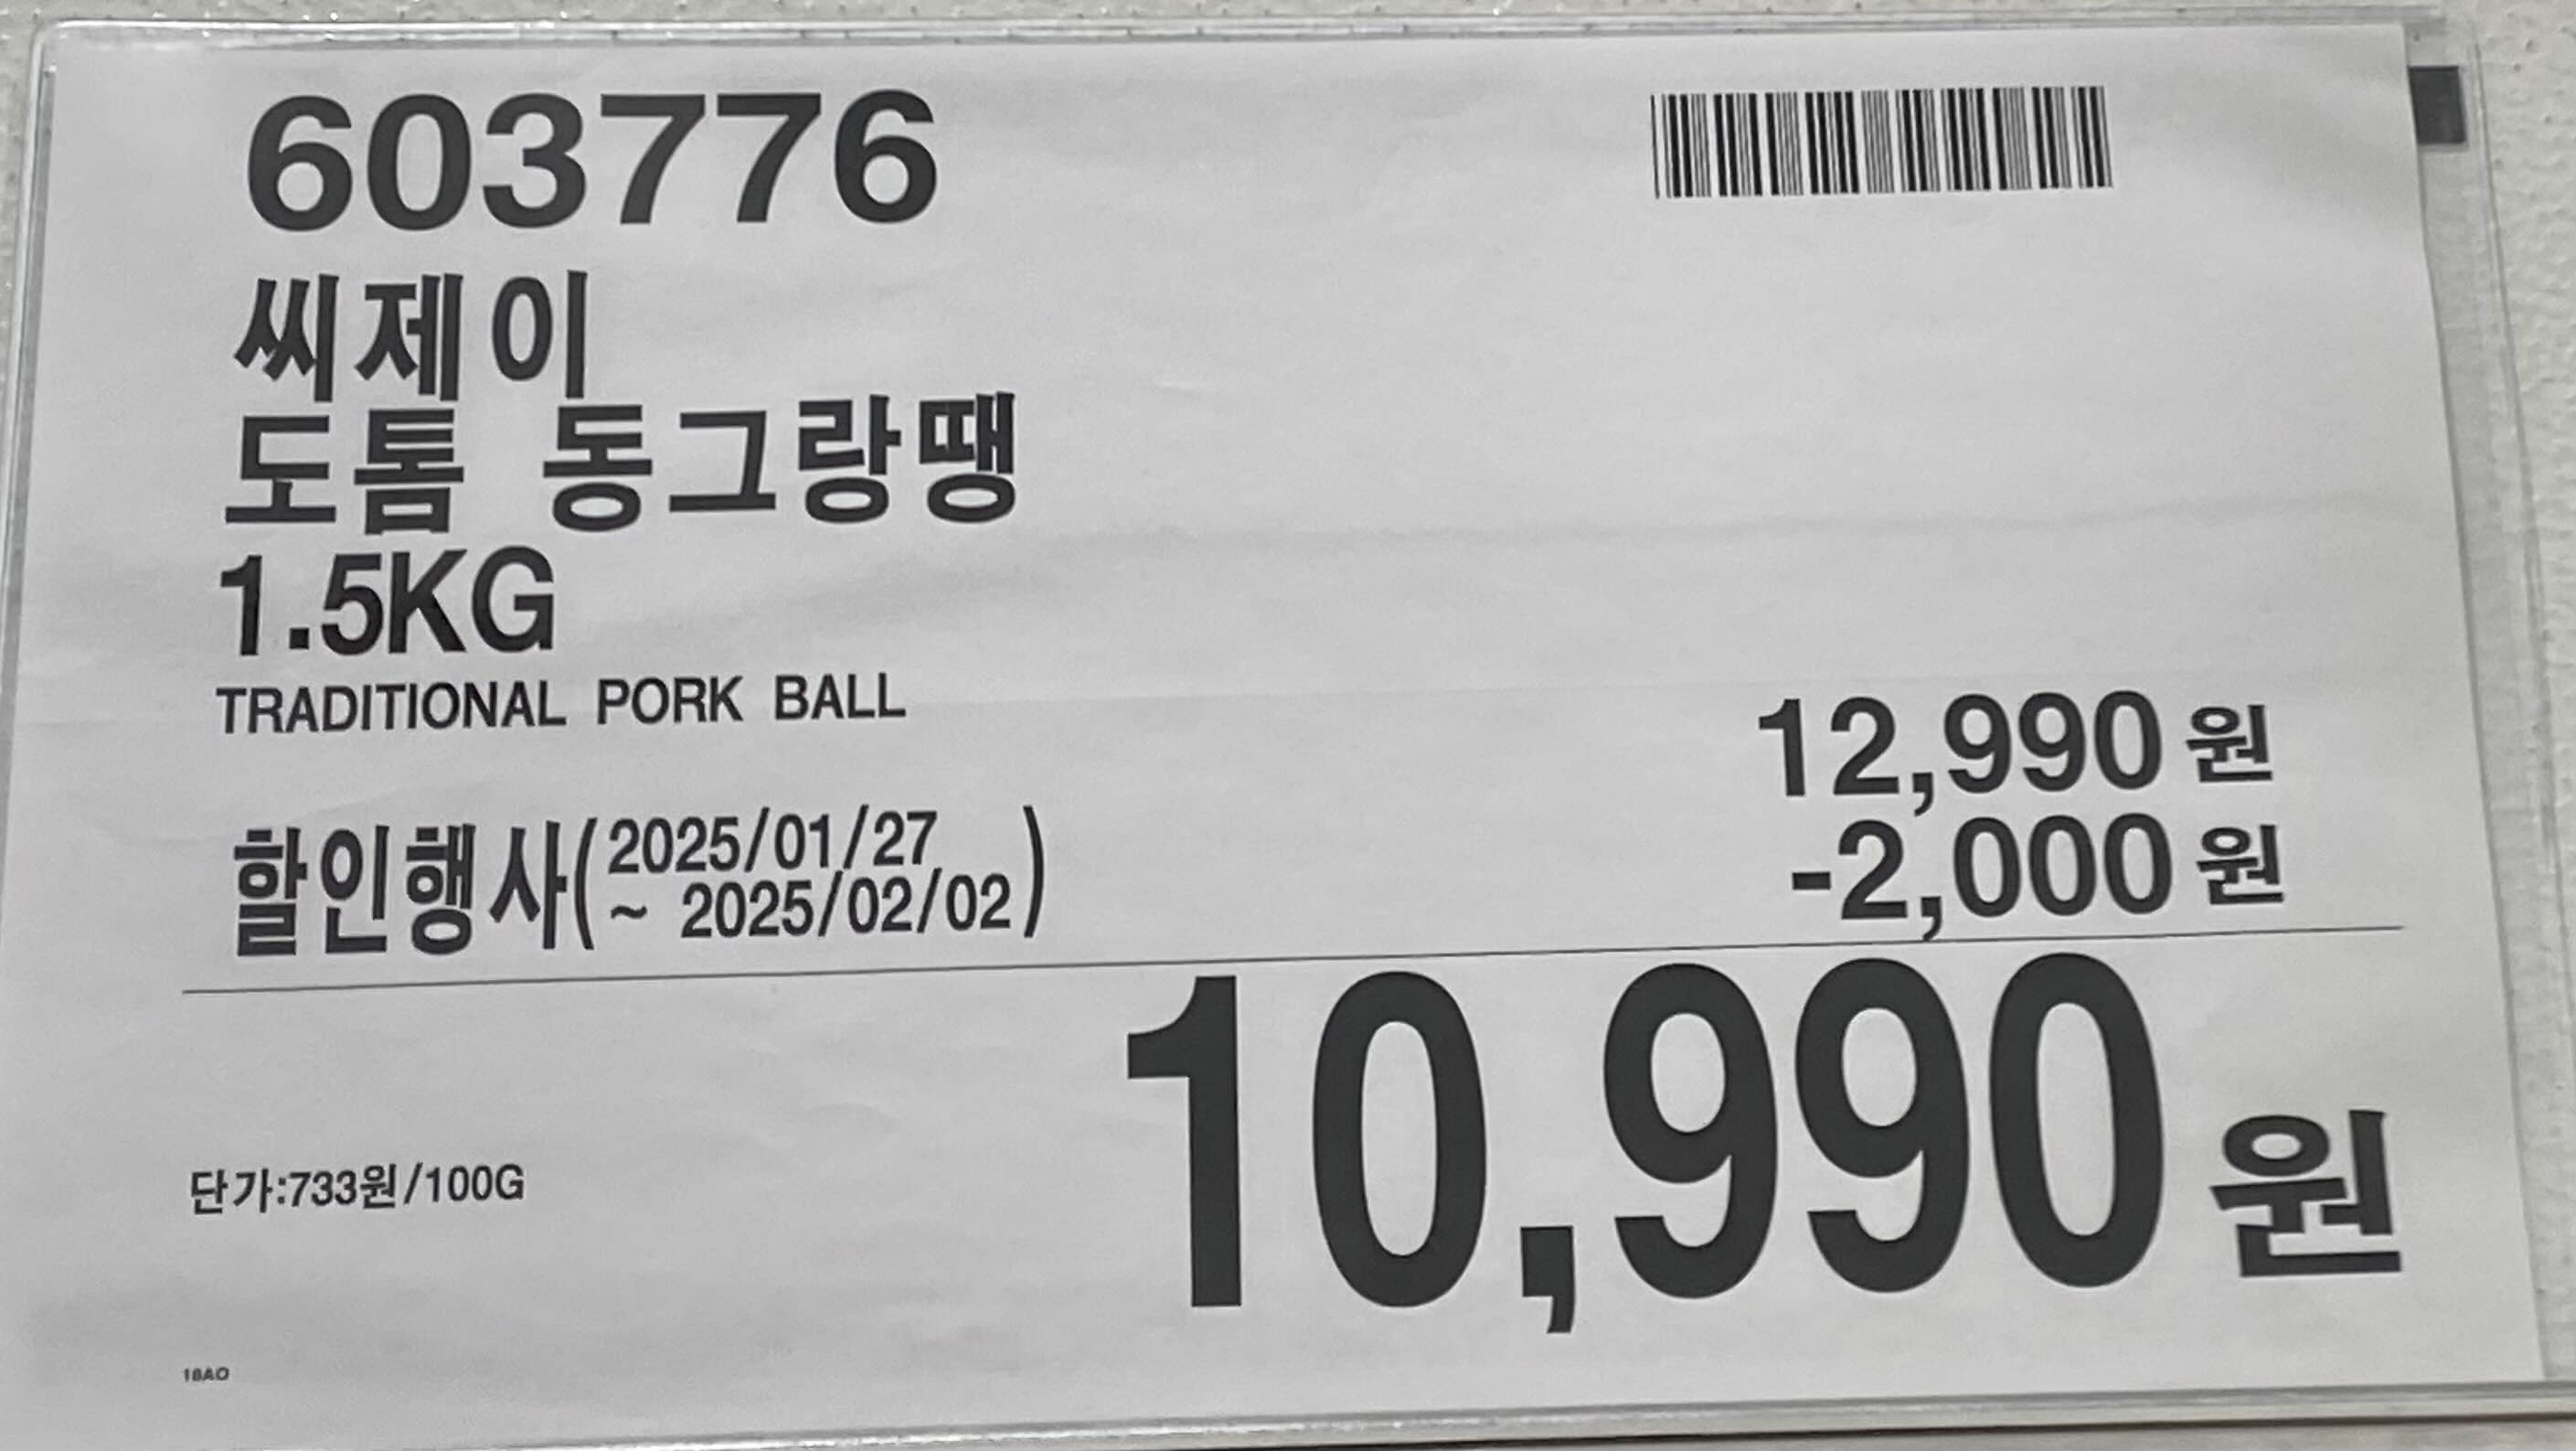 603776
씨제이
도톰 동그랑땡
1.5KG
TRADITIONAL PORK BALL
12,990 원
할인행사(2025/01/27
~ 2025/02/02)
-2,000 원
10,990 원
단가:733원/100G
18AO